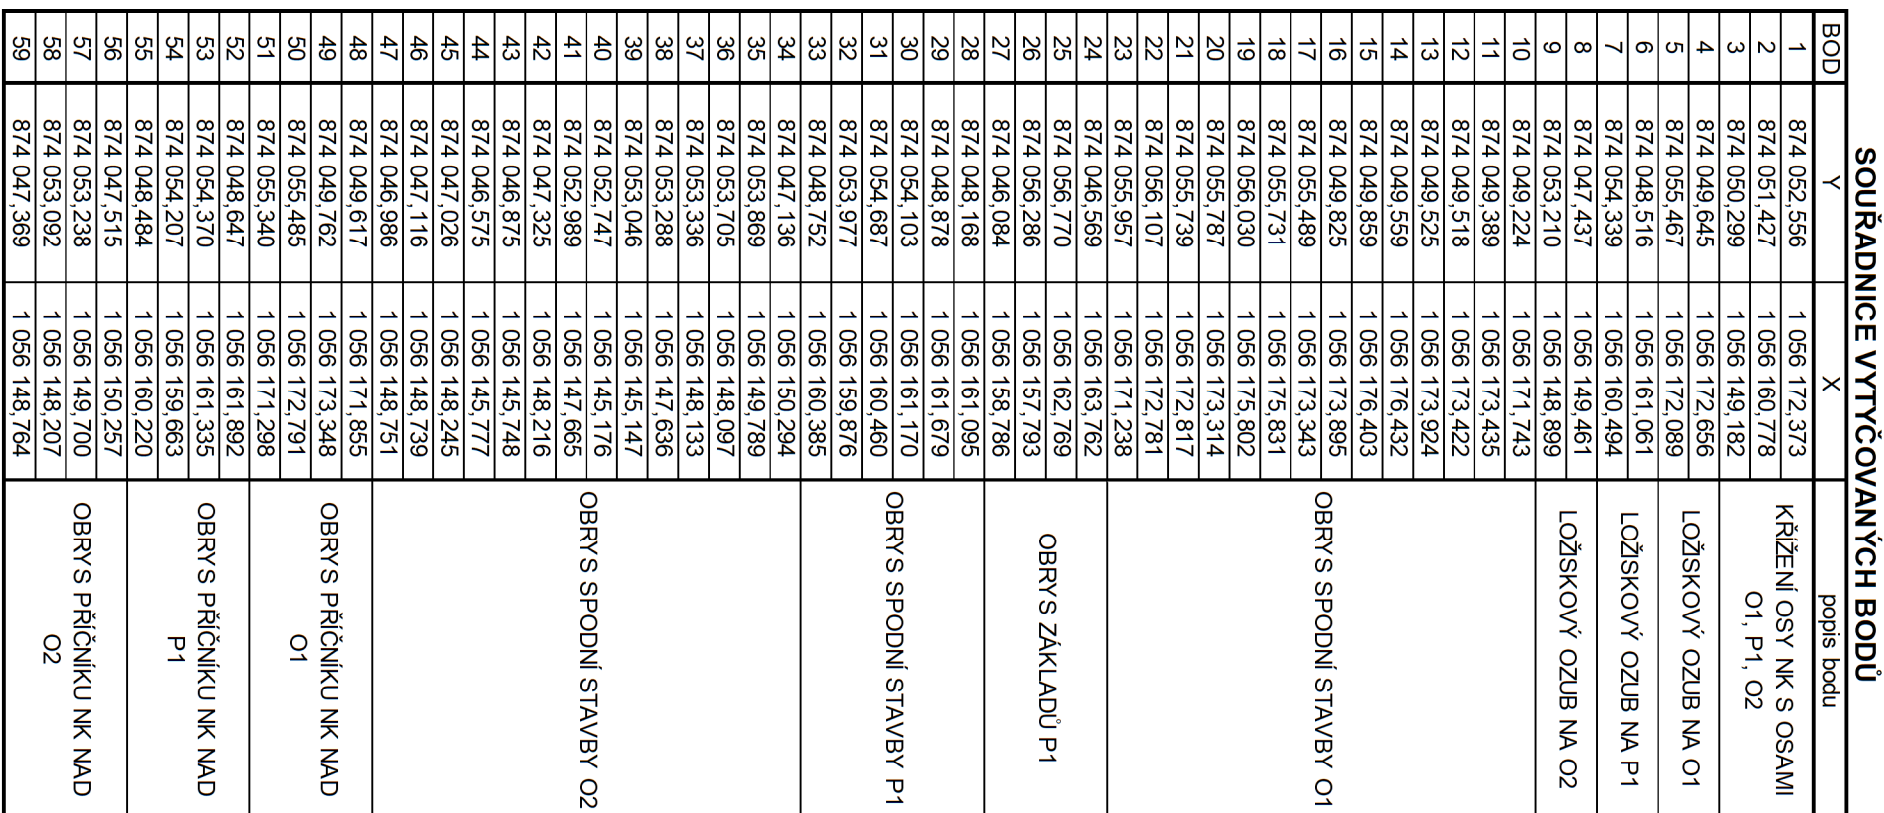 SOUŘADNICE VYTYČOVANÝCH BODŮ
BOD Y X popis bodu
1 874 052,556 1 056 172,373 KŘÍŽENÍ OSY NK S OSAMI
2 874 051,427 1 056 160,778 O1, P1, O2
3 874 050,299 1 056 149,182
4 874 049,645 1 056 172,656 LOŽISKOVÝ OZUB NA O1
5 874 055,467 1 056 172,089
6 874 048,516 1 056 161,061 LOŽISKOVÝ OZUB NA P1
7 874 054,339 1 056 160,494
8 874 047,437 1 056 149,461 LOŽISKOVÝ OZUB NA O2
9 874 053,210 1 056 148,899
10 874 049,224 1 056 171,743
11 874 049,389 1 056 173,435
12 874 049,518 1 056 173,422
13 874 049,525 1 056 173,924
14 874 049,559 1 056 176,432
15 874 049,859 1 056 176,403
16 874 049,825 1 056 173,895
17 874 055,489 1 056 173,343 OBRYS SPODNÍ STAVBY O1
18 874 055,731 1 056 175,831
19 874 056,030 1 056 175,802
20 874 055,787 1 056 173,314
21 874 055,739 1 056 172,817
22 874 056,107 1 056 172,781
23 874 055,957 1 056 171,238
24 874 046,569 1 056 163,762
25 874 056,770 1 056 162,769 OBRYS ZÁKLADŮ P1
26 874 056,286 1 056 157,793
27 874 046,084 1 056 158,786
28 874 048,168 1 056 161,095
29 874 048,878 1 056 161,679
30 874 054,103 1 056 161,170 OBRYS SPODNÍ STAVBY P1
31 874 054,687 1 056 160,460
32 874 053,977 1 056 159,876
33 874 048,752 1 056 160,385
34 874 047,136 1 056 150,294
35 874 053,869 1 056 149,789
36 874 053,705 1 056 148,097
37 874 053,336 1 056 148,133
38 874 053,288 1 056 147,636
39 874 053,046 1 056 145,147
40 874 052,747 1 056 145,176 OBRYS SPODNÍ STAVBY O2
41 874 052,989 1 056 147,665
42 874 047,325 1 056 148,216
43 874 046,875 1 056 145,748
44 874 046,575 1 056 145,777
45 874 047,026 1 056 148,245
46 874 047,116 1 056 148,739
47 874 046,986 1 056 148,751
48 874 049,617 1 056 171,855
49 874 049,762 1 056 173,348 OBRYS PŘÍČNÍKU NK NAD
50 874 055,485 1 056 172,791 O1
51 874 055,340 1 056 171,298
52 874 048,647 1 056 161,892
53 874 054,370 1 056 161,335 OBRYS PŘÍČNÍKU NK NAD
54 874 054,207 1 056 159,663 P1
55 874 048,484 1 056 160,220
56 874 047,515 1 056 150,257
57 874 053,238 1 056 149,700 OBRYS PŘÍČNÍKU NK NAD
58 874 053,092 1 056 148,207 O2
59 874 047,369 1 056 148,764